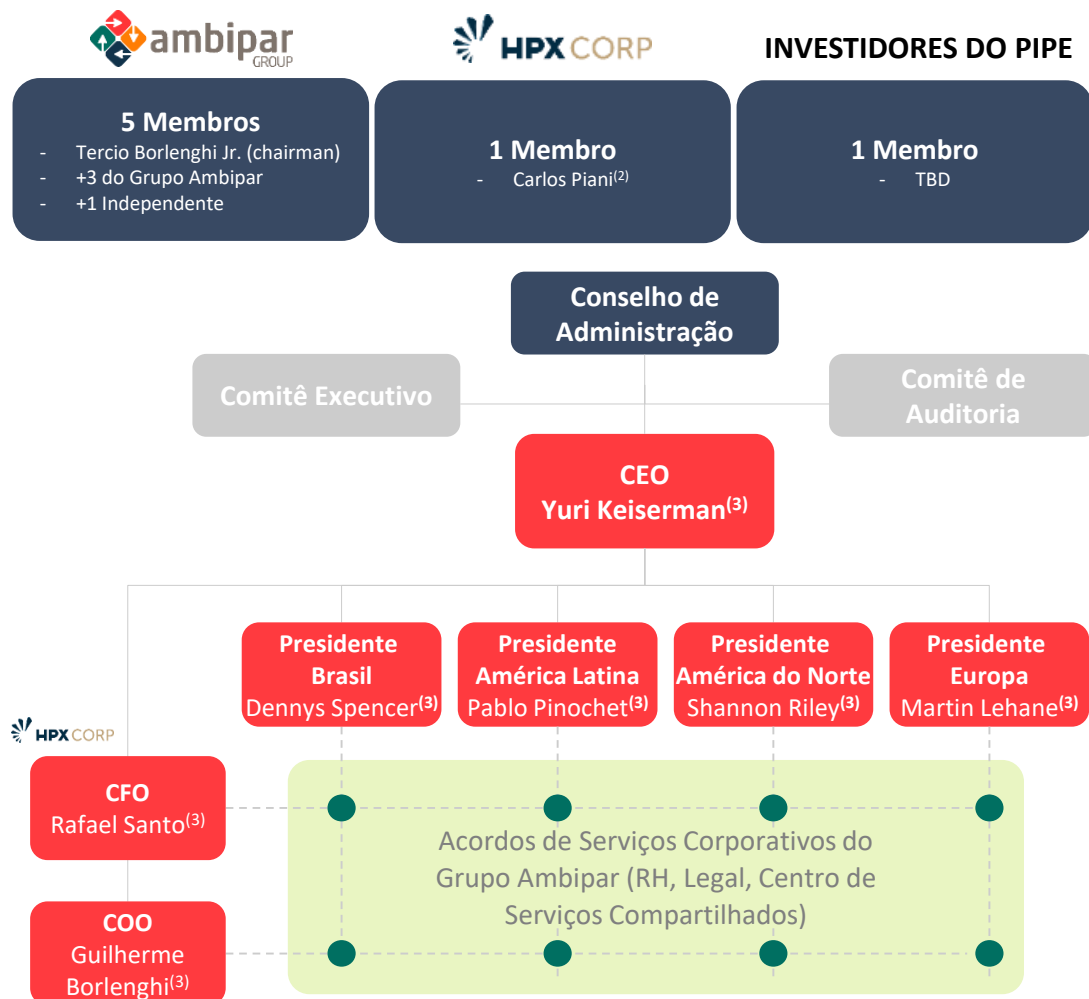 ambipar
GROUP
HPX CORP
INVESTIDORES DO PIPE
5 Membros
- Tercio Borlenghi Jr. (chairman)
- +3 do Grupo Ambipar
- +1 Independente
1 Membro
- Carlos Piani(2)
1 Membro
- TBD
Conselho de
Administração
Comitê Executivo
Comitê de
Auditoria
CEO
Yuri Keiserman(3)
Presidente
Brasil
Dennys Spencer(3)
Presidente
América Latina
Pablo Pinochet(3)
Presidente
América do Norte
Shannon Riley(3)
Presidente
Europa
Martin Lehane(3)
HPX CORP
CFO
Rafael Santo(3)
Acordos de Serviços Corporativos do
Grupo Ambipar (RH, Legal, Centro de
Serviços Compartilhados)
COO
Guilherme
Borlenghi(3)